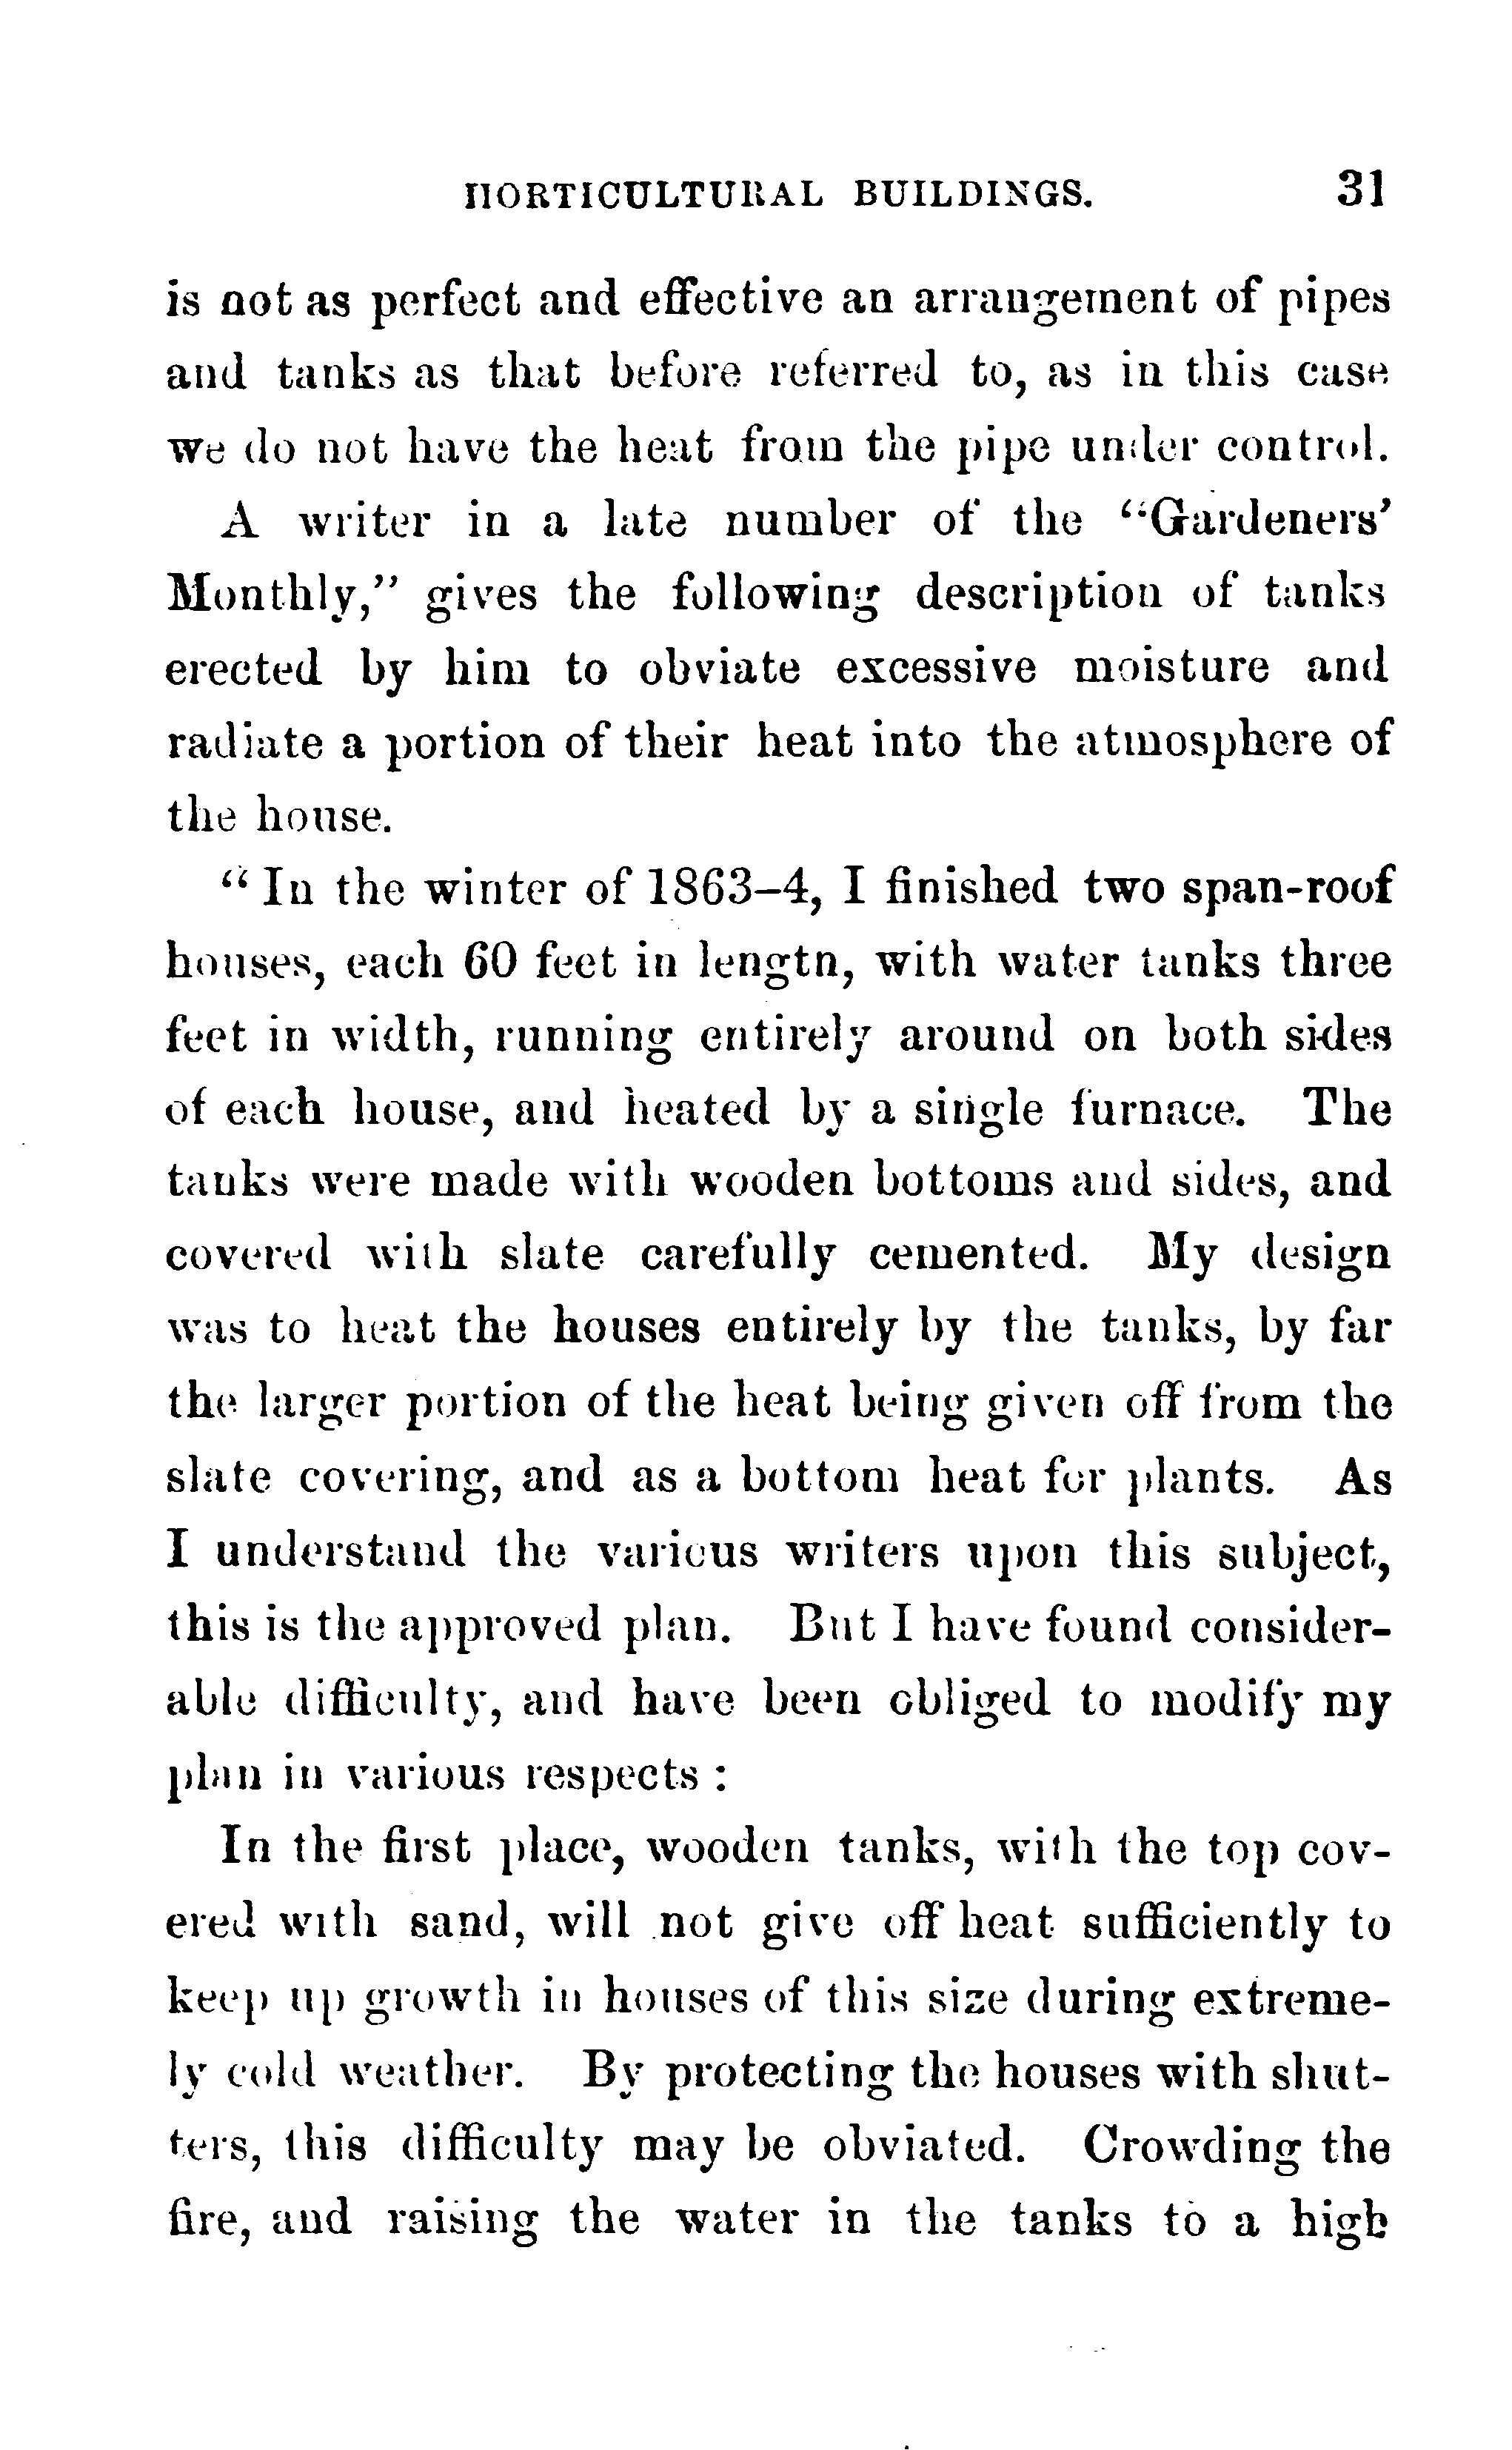 HORTICULTURAL BUILDINGS. 31
is not as perfect and effective an arrangement of pipes
and tanks as that before referred to, as in this case
we do not have the heat from the pipe under control.
A writer in a late number of the “Gardeners’
Monthly,” gives the following description of tanks
erected by him to obviate excessive moisture and
radiate a portion of their heat into the atmosphere of
the house.
“In the winter of 1863–4, I finished two span-roof
houses, each 60 feet in length, with water tanks three
feet in width, running entirely around on both sides
of each house, and heated by a single furnace. The
tanks were made with wooden bottoms and sides, and
covered with slate carefully cemented. My design
was to heat the houses entirely by the tanks, by far
the larger portion of the heat being given off from the
slate covering, and as a bottom heat for plants. As
I understand the various writers upon this subject,
this is the approved plan. But I have found consider-
able difficulty, and have been obliged to modify my
plan in various respects :
In the first place, wooden tanks, with the top cov-
ered with sand, will not give off heat sufficiently to
keep up growth in houses of this size during extreme-
ly cold weather. By protecting the houses with shut-
ters, this difficulty may be obviated. Crowding the
fire, and raising the water in the tanks to a high